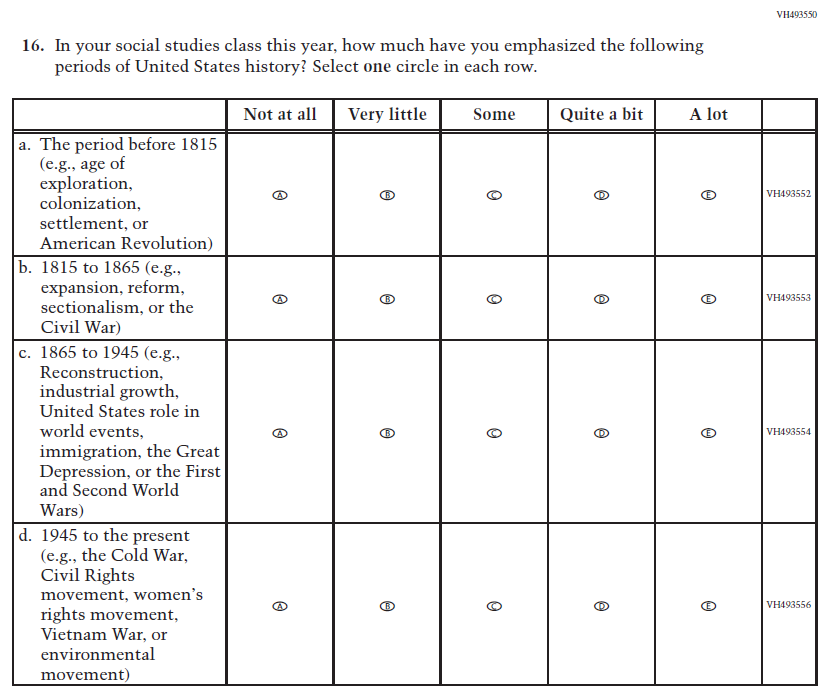 VH493550
16. In your social studies class this year, how much have you emphasized the following
periods of United States history? Select one circle in each row.
Not at all Very little Some Quite a bit A lot
a. The period before 1815
(e.g., age of
exploration,
colonization,
settlement, or
American Revolution)
A B C D E VH493552
b. 1815 to 1865 (e.g.,
expansion, reform,
sectionalism, or the
Civil War)
A B C D E VH493553
c. 1865 to 1945 (e.g.,
Reconstruction,
industrial growth,
United States role in
world events,
immigration, the Great
Depression, or the First
and Second World
Wars)
A B C D E VH493554
d. 1945 to the present
(e.g., the Cold War,
Civil Rights
movement, women's
rights movement,
Vietnam War, or
environmental
movement)
A B C D E VH493556